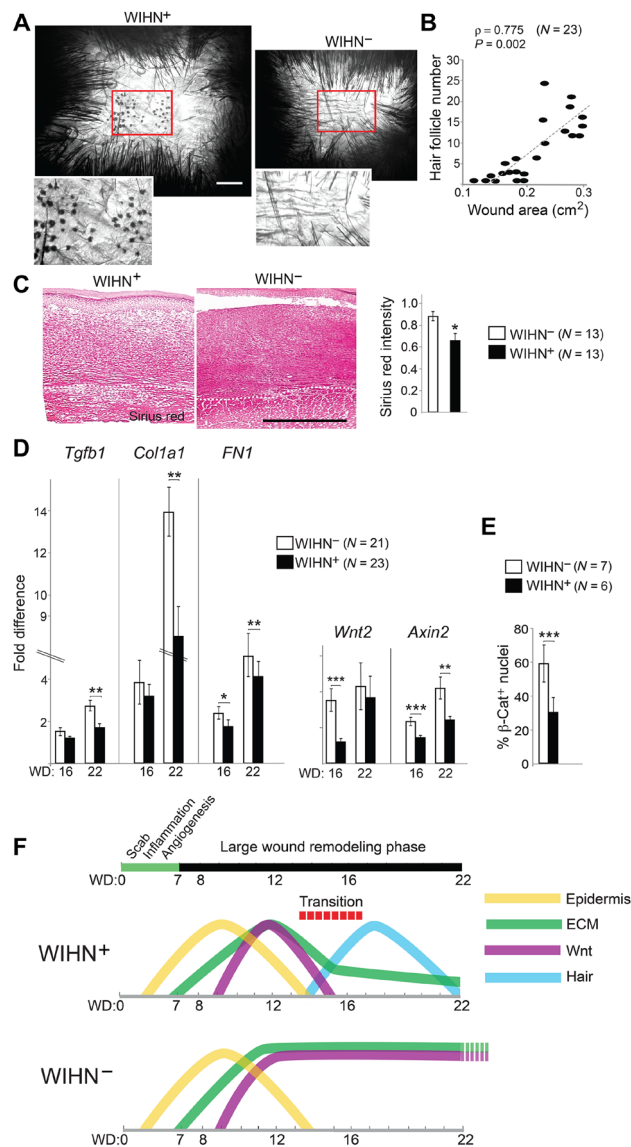 A
WIHN+
WIHN−
B
ρ = 0.775 (N = 23)
P = 0.002
Hair follicle number
30
25
20
15
10
5
0
0.1 0.2 0.3
Wound area (cm2)
C
WIHN+
WIHN−
Sirius red
Sirius red intensity
1.0
0.8
0.6
0.4
0.2
0
*
WIHN− (N = 13)
WIHN+ (N = 13)
D
Tgfb1 Col1a1 FN1
Fold difference
14
12
10
9
4
2
**
**
*
**
WIHN− (N = 21)
WIHN+ (N = 23)
WD: 16 22 16 22 16 22
Wnt2 Axin2
***
***
**
WD: 16 22 16 22
E
WIHN− (N = 7)
WIHN+ (N = 6)
% β-Cat+ nuclei
80
60
40
20
0
***
F
Scab
Inflammation
Angiogenesis
Large wound remodeling phase
WD:0 7 8 12 16 22
Transition
WIHN+
WD:0 7 8 12 16 22
Epidermis
ECM
Wnt
Hair
WIHN−
WD:0 7 8 12 16 22